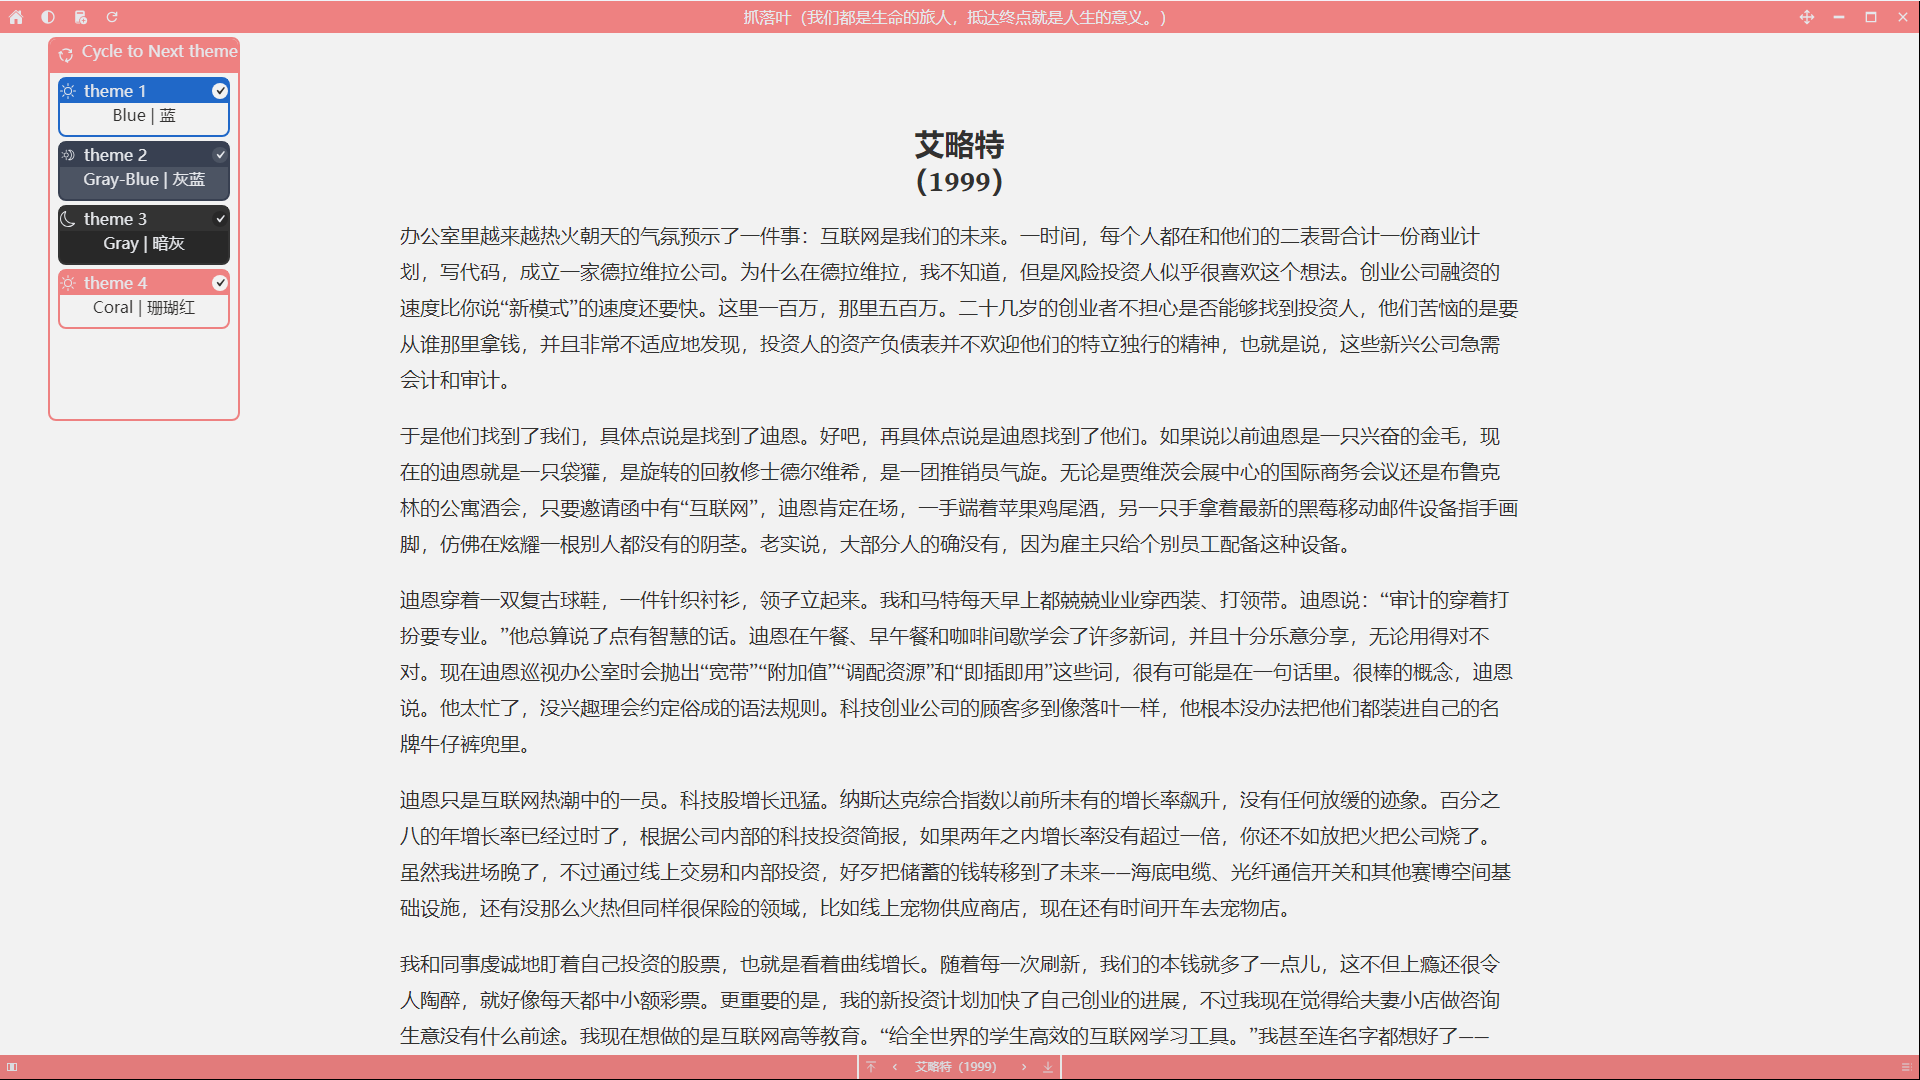 抓落叶（我们都是生命的旅人，抵达终点就是人生的意义。）
Cycle to Next theme
theme 1
Blue | 蓝
theme 2
Gray-Blue | 灰蓝
theme 3
Gray | 暗灰
theme 4
Coral | 珊瑚红
艾略特
（1999）
办公室里越来越热火朝天的气氛预示了一件事：互联网是我们的未来。一时间，每个人都在和他们的二表哥合计一份商业计
划，写代码，成立一家德拉维拉公司。为什么在德拉维拉，我不知道，但是风险投资人似乎很喜欢这个想法。创业公司融资的
速度比你说“新模式”的速度还要快。这里一百万，那里五百万。二十几岁的创业者不担心是否能够找到投资人，他们苦恼的是要
从谁那里拿钱，并且非常不适应地发现，投资人的资产负债表并不欢迎他们的特立独行的精神，也就是说，这些新兴公司急需
会计和审计。
于是他们找到了我们，具体点说是找到了迪恩。好吧，再具体点说是迪恩找到了他们。如果说以前迪恩是一只兴奋的金毛，现
在的迪恩就是一只袋獾，是旋转的回教修士德尔维希，是一团推销员气旋。无论是贾维茨会展中心的国际商务会议还是布鲁克
林的公寓酒会，只要邀请函中有“互联网”，迪恩肯定在场，一手端着苹果鸡尾酒，另一只手拿着最新的黑莓移动邮件设备指手画
脚，仿佛在炫耀一根别人都没有的阴茎。老实说，大部分人的确没有，因为雇主只给个别员工配备这种设备。
迪恩穿着一双复古球鞋，一件针织衬衫，领子立起来。我和马特每天早上都兢兢业业穿西装、打领带。迪恩说：“审计的穿着打
扮要专业。”他总算说了点有智慧的话。迪恩在午餐、早午餐和咖啡间歇学会了许多新词，并且十分乐意分享，无论用得对不
对。现在迪恩巡视办公室时会抛出“宽带”“附加值”“调配资源”和“即插即用”这些词，很有可能是在一句话里。很棒的概念，迪恩
说。他太忙了，没兴趣理会约定俗成的语法规则。科技创业公司的顾客多到像落叶一样，他根本没办法把他们都装进自己的名
牌牛仔裤兜里。
迪恩只是互联网热潮中的一员。科技股增长迅猛。纳斯达克综合指数以前所未有的增长率飙升，没有任何放缓的迹象。百分之
八的年增长率已经过时了，根据公司内部的科技投资简报，如果两年之内增长率没有超过一倍，你还不如放把火把公司烧了。
虽然我进场晚了，不过通过线上交易和内部投资，好歹把储蓄的钱转移到了未来——海底电缆、光纤通信开关和其他赛博空间基
础设施，还有没那么火热但同样很保险的领域，比如线上宠物供应商店，现在还有时间开车去宠物店。
我和同事虔诚地盯着自己投资的股票，也就是看着曲线增长。随着每一次刷新，我们的本钱就多了一点儿，这不但上瘾还很令
人陶醉，就好像每天都中小额彩票。更重要的是，我的新投资计划加快了自己创业的进展，不过我现在觉得给夫妻小店做咨询
生意没有什么前途。我现在想做的是互联网高等教育。“给全世界的学生高效的互联网学习工具。”我甚至连名字都想好了——
艾略特（1999）